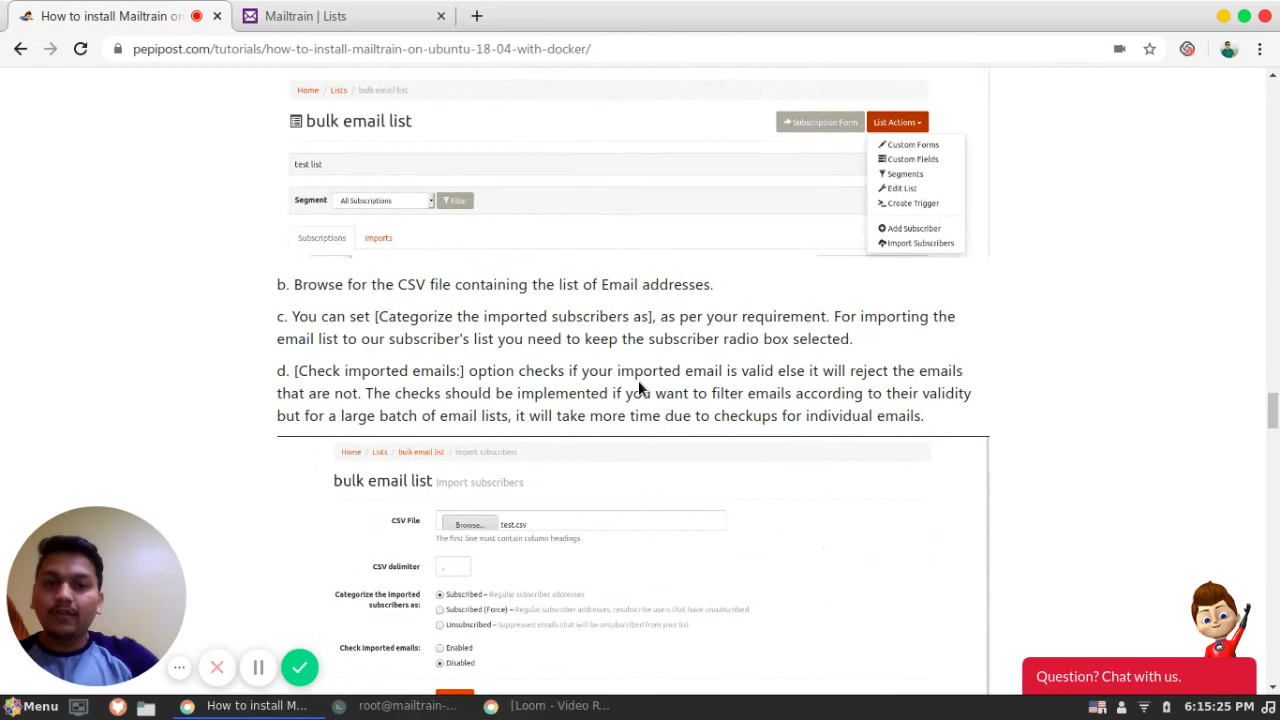 How to install Mailtrain
Mailtrain | Lists
pepipost.com/tutorials/how-to-install-mailtrain-on-ubuntu-18-04-with-docker/
Home / Lists / bulk email list
bulk email list
Subscription Form
List Actions
Custom Forms
Custom Fields
Segments
Edit List
Create Trigger
Add Subscriber
Import Subscribers
test list
Segment All Subscriptions Filter
Subscriptions Imports
b. Browse for the CSV file containing the list of Email addresses.
c. You can set [Categorize the imported subscribers as], as per your requirement. For importing the
email list to our subscriber's list you need to keep the subscriber radio box selected.
d. [Check imported emails:] option checks if your imported email is valid else it will reject the emails
that are not. The checks should be implemented if you want to filter emails according to their validity
but for a large batch of email lists, it will take more time due to checkups for individual emails.
Home / Lists / bulk email list / Import subscribers
bulk email list Import subscribers
CSV File Browse... test.csv
The first line must contain column headings
CSV delimiter ,
Categorize the imported
subscribers as:
Subscribed – Regular subscriber addresses
Subscribed (Force) – Regular subscriber addresses, resubscribe users that have unsubscribed
Unsubscribed – Suppressed emails that will be unsubscribed from your list
Check imported emails: Enabled
Disabled
Question? Chat with us.
Menu
How to install M...
root@mailtrain-...
[Loom - Video R...
6:15:25 PM